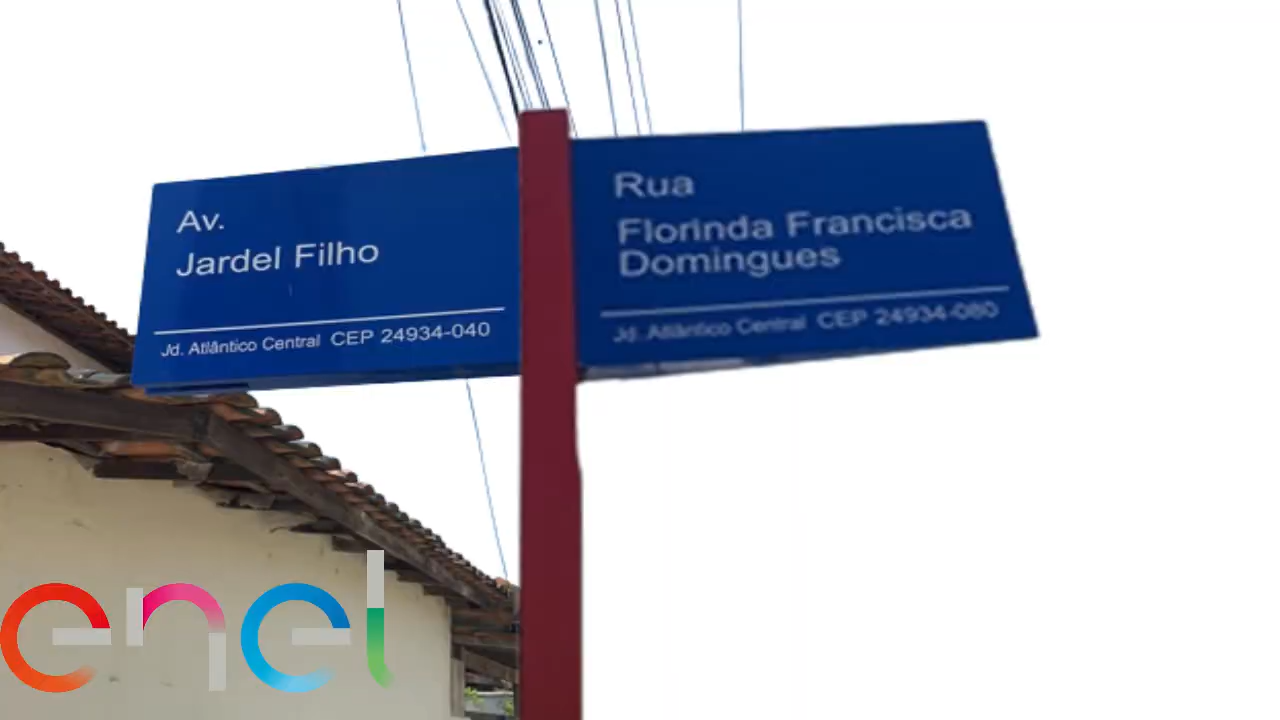 Av.
Jardel Filho
Jd. Atlântico Central CEP 24934-040
Rua
Florinda Francisca
Domingues
Jd. Atlântico Central CEP 24934-080
enel